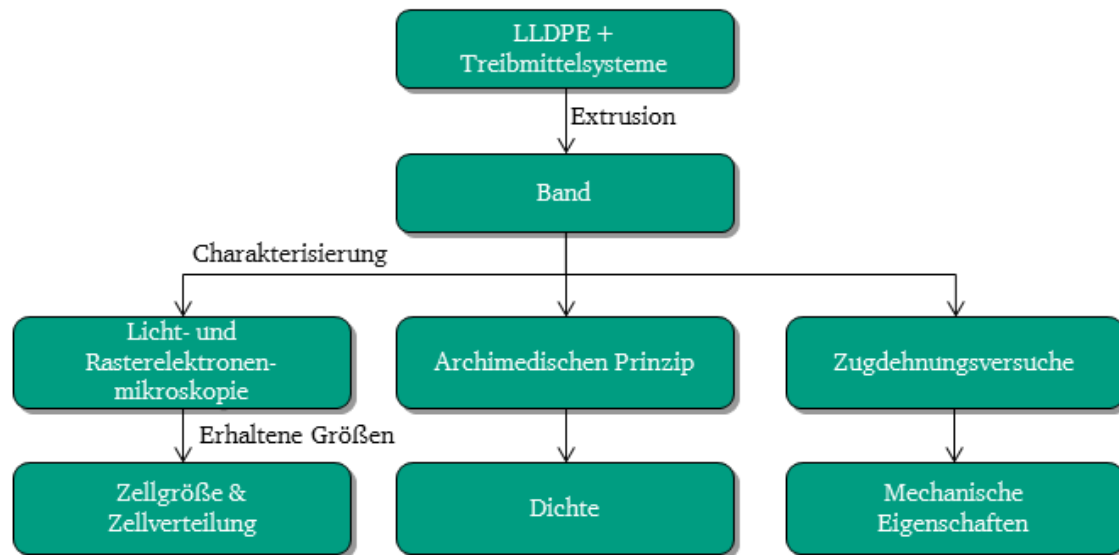 LLDPE +
Treibmittelsysteme
Extrusion
Band
Charakterisierung
Licht- und
Rasterelektronen-
mikroskopie
Archimedischen Prinzip
Zugdehnungsversuche
Erhaltene Größen
Zellgröße &
Zellverteilung
Dichte
Mechanische
Eigenschaften